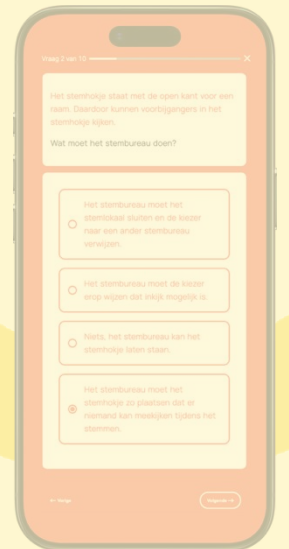 Vraag 2 van 10
Het stemhokje staat met de open kant voor een
raam. Daardoor kunnen voorbijgangers in het
stemhokje kijken.
Wat moet het stembureau doen?
Het stembureau moet het
stemlokaal sluiten en de kiezer
naar een ander stembureau
verwijzen.
Het stembureau moet de kiezer
erop wijzen dat inkijk mogelijk is.
Niets, het stembureau kan het
stemhokje laten staan.
Het stembureau moet het
stemhokje zo plaatsen dat er
niemand kan meekijken tijdens het
stemmen.